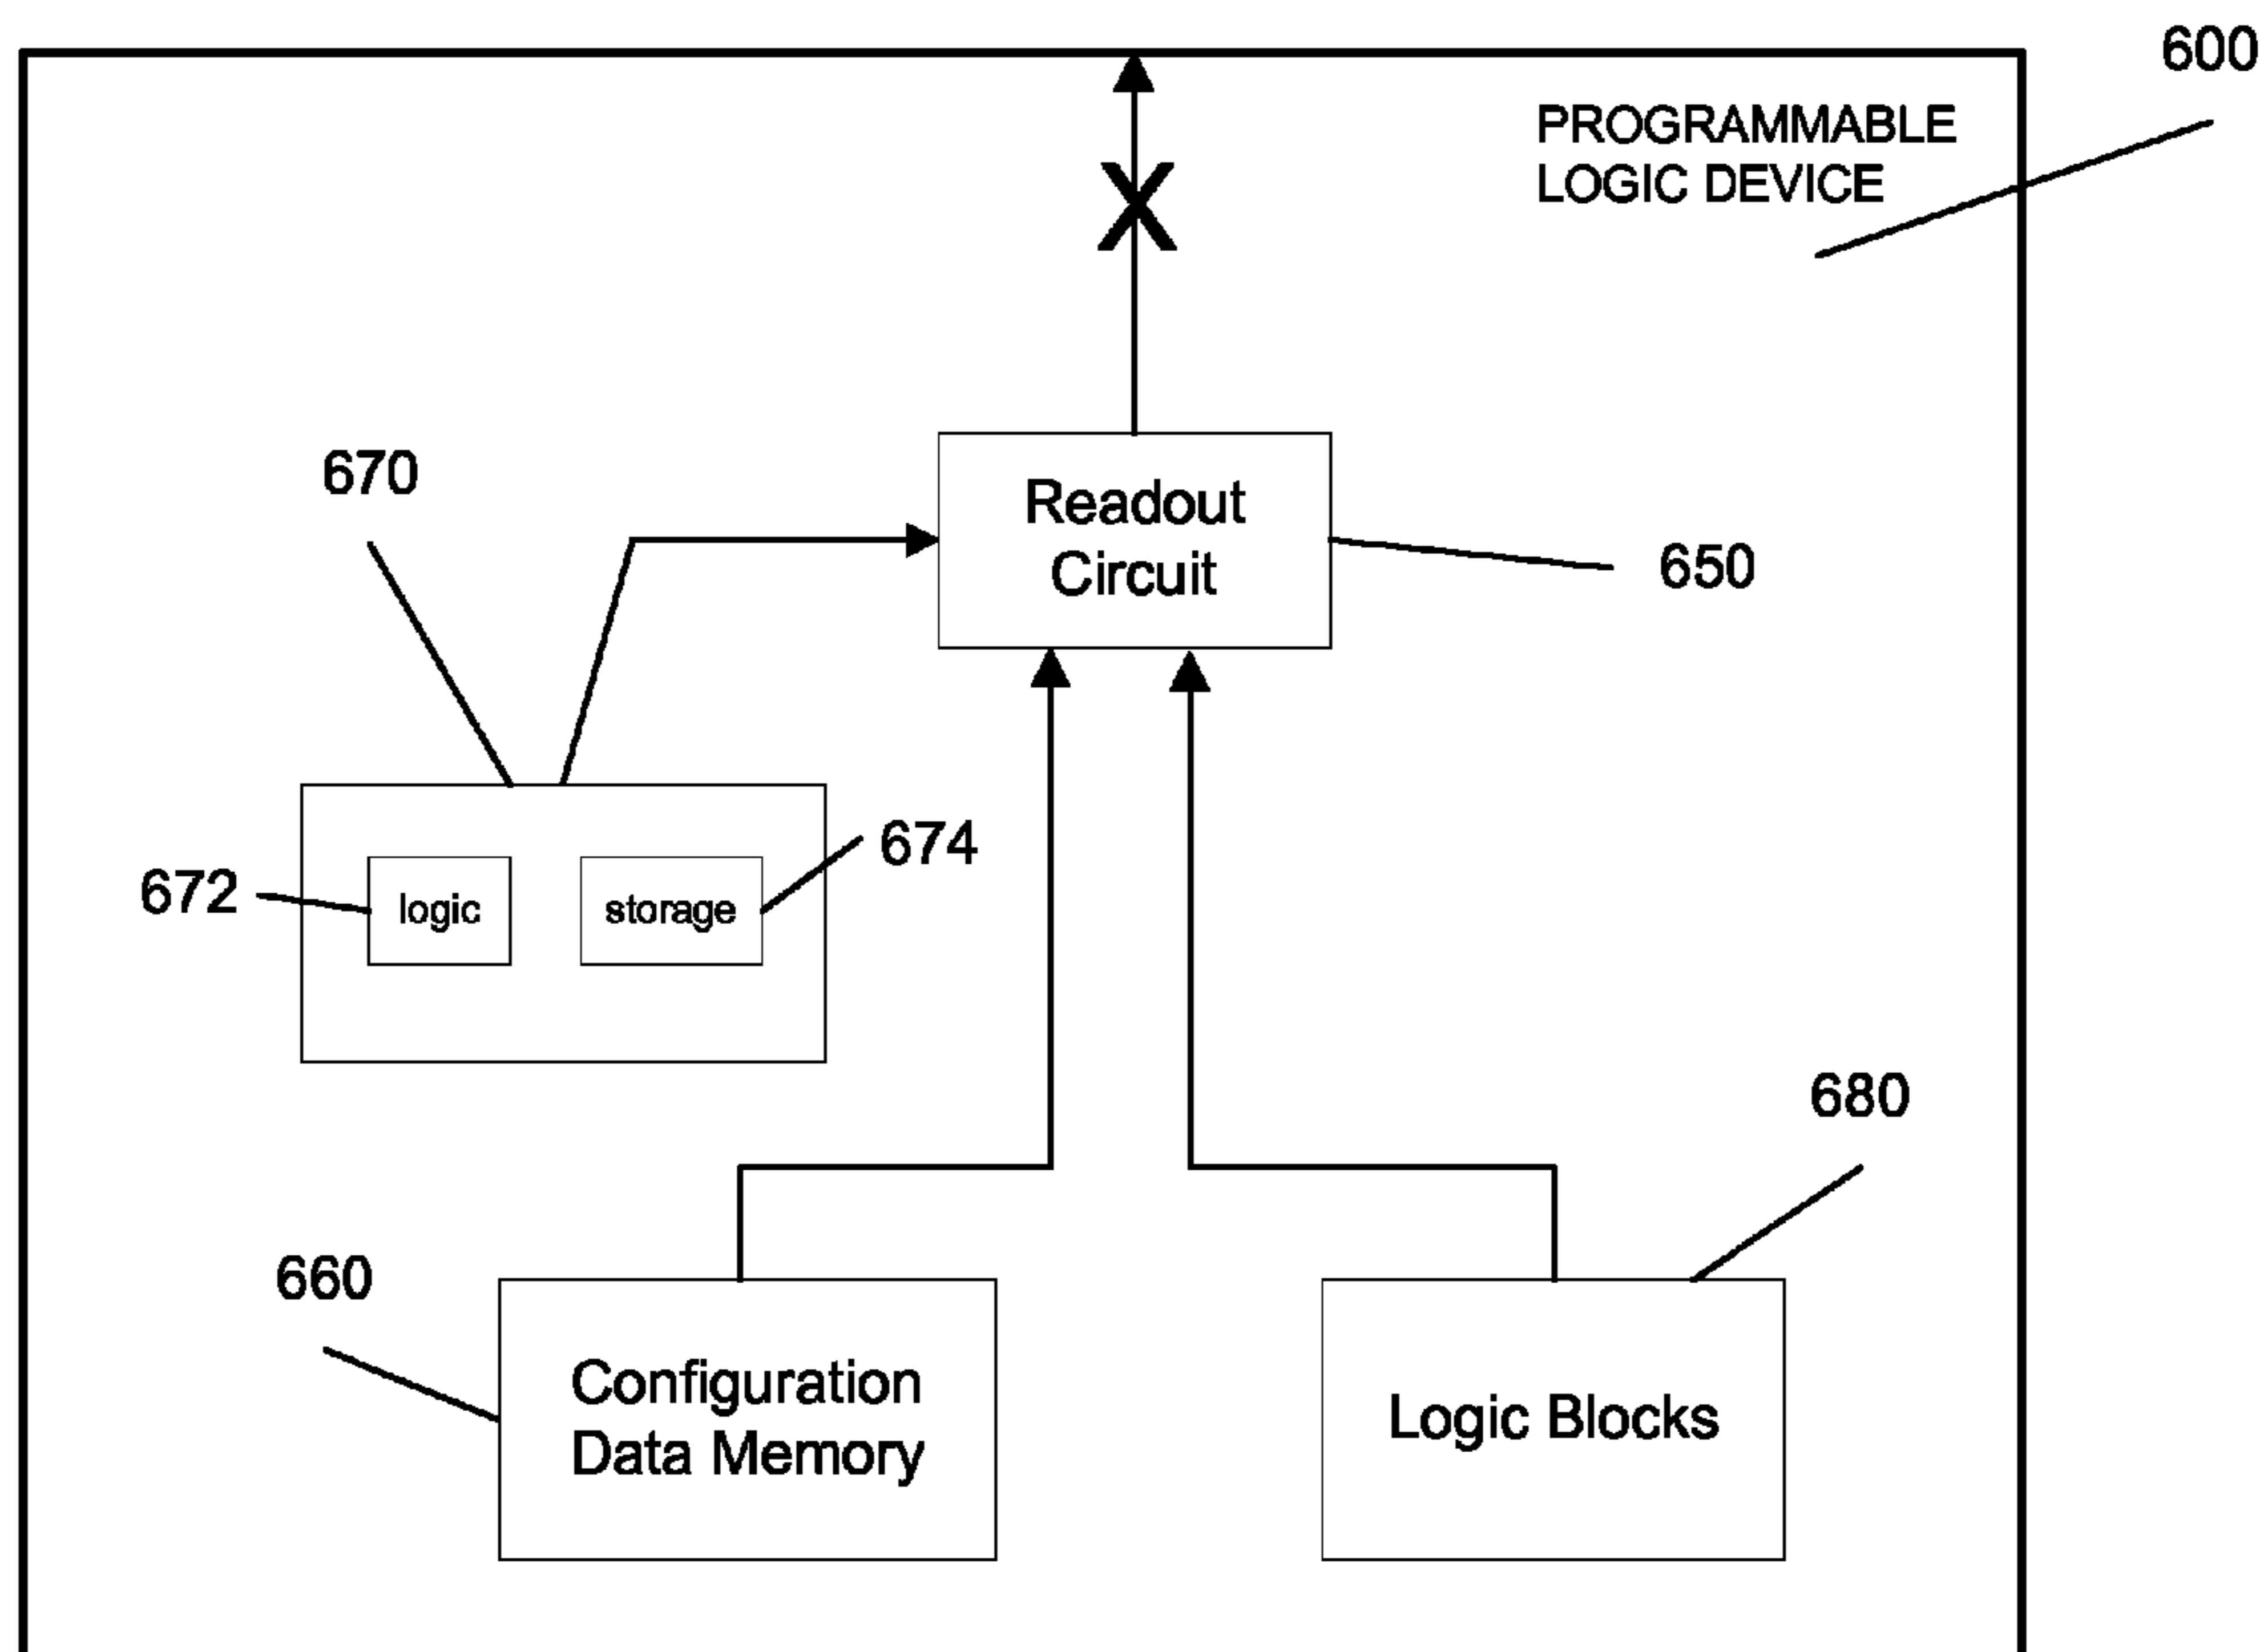 600
PROGRAMMABLE
LOGIC DEVICE
X
670
Readout
Circuit
650
674
672
logic
storage
680
660
Configuration
Data Memory
Logic Blocks